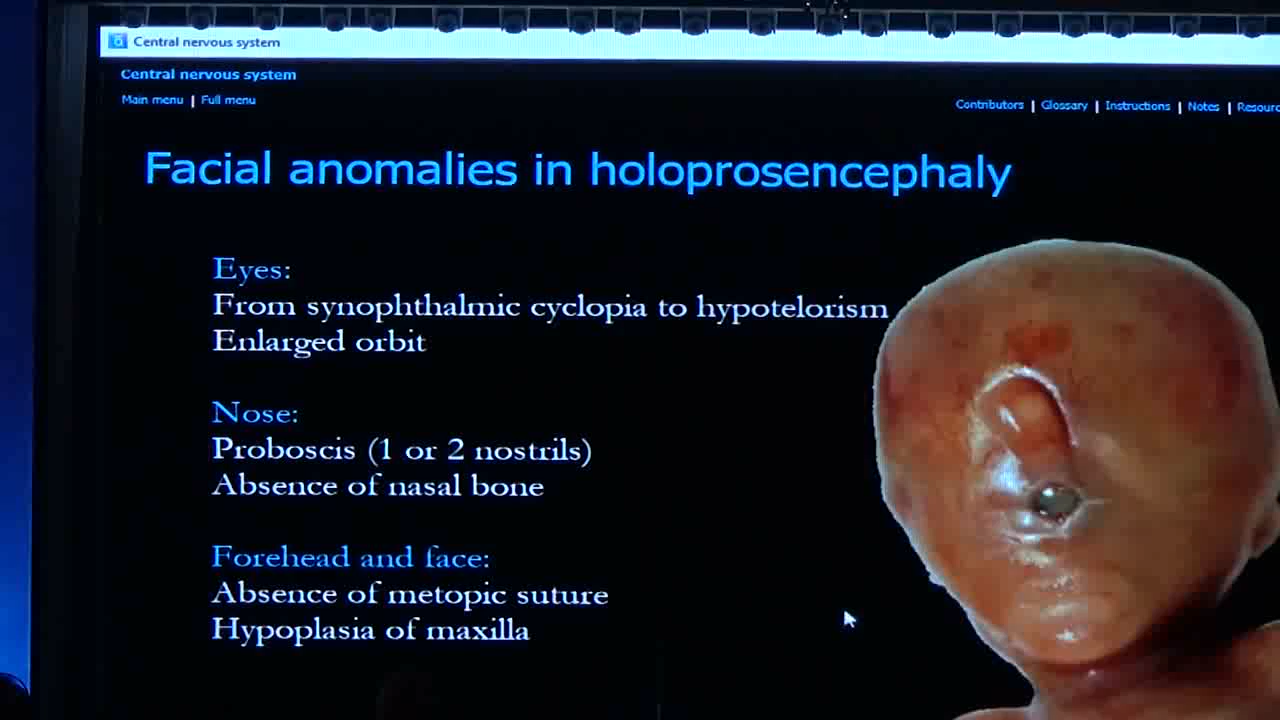 Central nervous system
Central nervous system
Main menu | Full menu
Contributors | Glossary | Instructions | Notes |
Facial anomalies in holoprosencephaly
Eyes:
From synophthalmic cyclopia to hypotelorism
Enlarged orbit
Nose:
Proboscis (1 or 2 nostrils)
Absence of nasal bone
Forehead and face:
Absence of metopic suture
Hypoplasia of maxilla